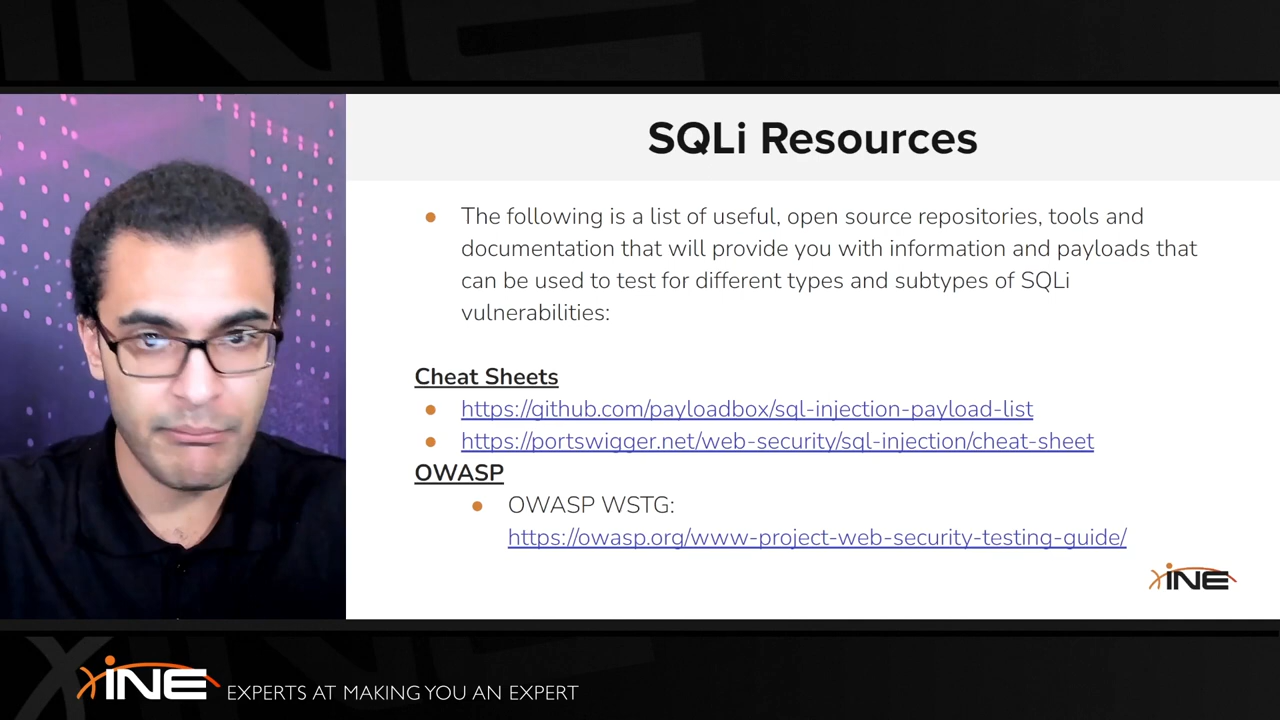 SQLi Resources
The following is a list of useful, open source repositories, tools and
documentation that will provide you with information and payloads that
can be used to test for different types and subtypes of SQLi
vulnerabilities:
Cheat Sheets
https://github.com/payloadbox/sql-injection-payload-list
https://portswigger.net/web-security/sql-injection/cheat-sheet
OWASP
OWASP WSTG:
https://owasp.org/www-project-web-security-testing-guide/
INE
INE EXPERTS AT MAKING YOU AN EXPERT